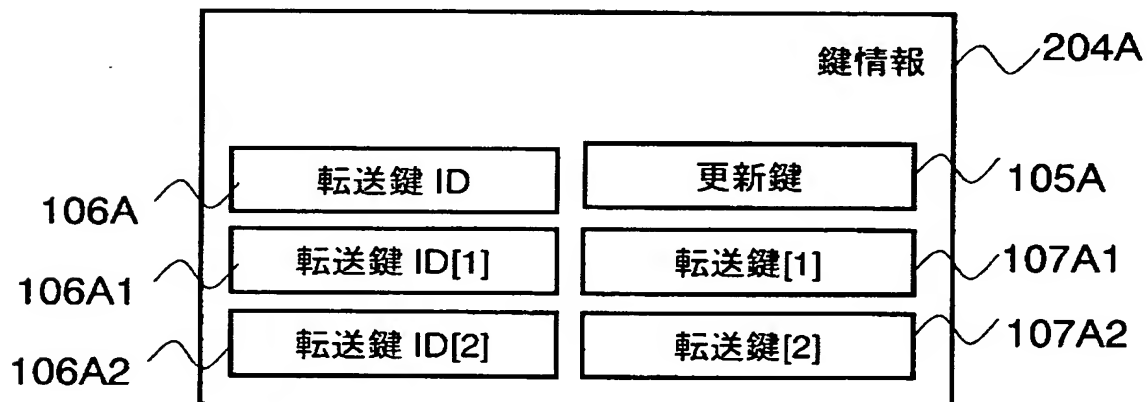 鍵情報
204A
転送鍵 ID
更新鍵
106A
105A
転送鍵 ID[1]
転送鍵[1]
106A1
107A1
転送鍵 ID[2]
転送鍵[2]
106A2
107A2